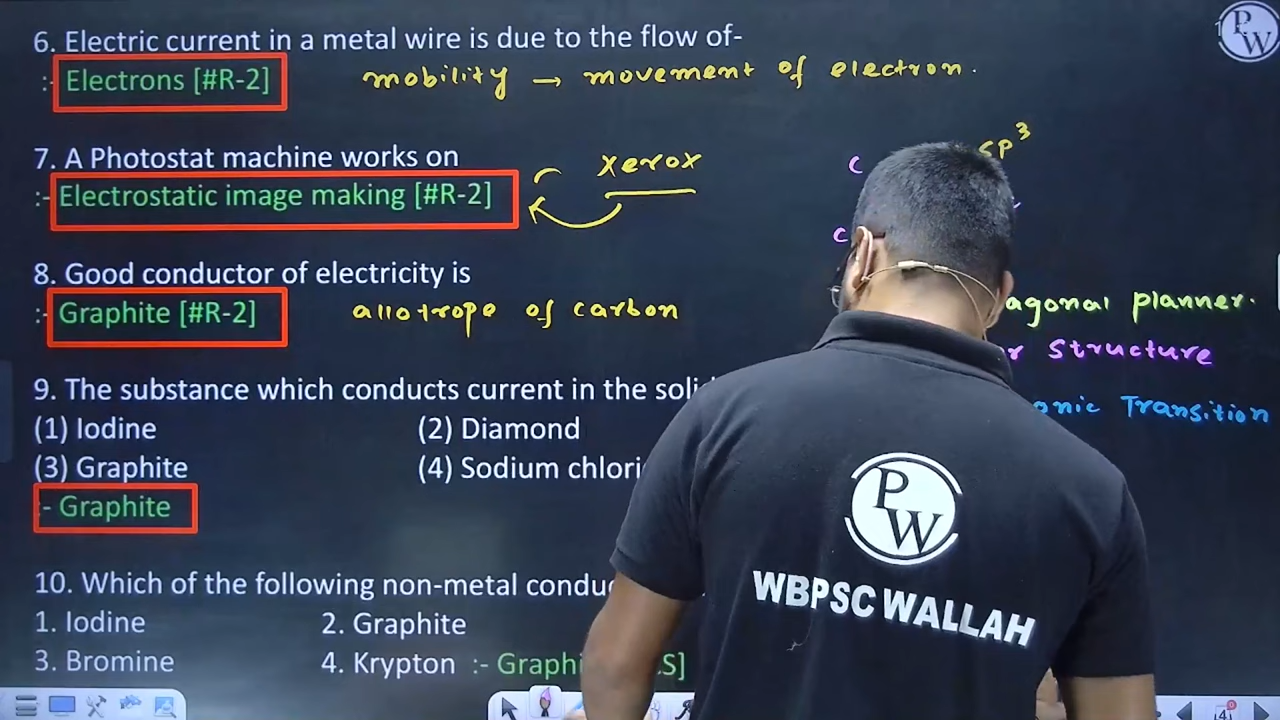 6. Electric current in a metal wire is due to the flow of-
:- Electrons [#R-2] mobility → movement of electron.
7. A Photostat machine works on
:- Electrostatic image making [#R-2] xerox
c sp³
c
8. Good conductor of electricity is
:- Graphite [#R-2] allotrope of carbon
agonal planner.
structure
9. The substance which conducts current in the soli
onic Transition
(1) Iodine (2) Diamond
(3) Graphite (4) Sodium chlori
:- Graphite
10. Which of the following non-metal condu
1. Iodine 2. Graphite
3. Bromine 4. Krypton :- Graphi S]
PW
PW
WBPSC WALLAH